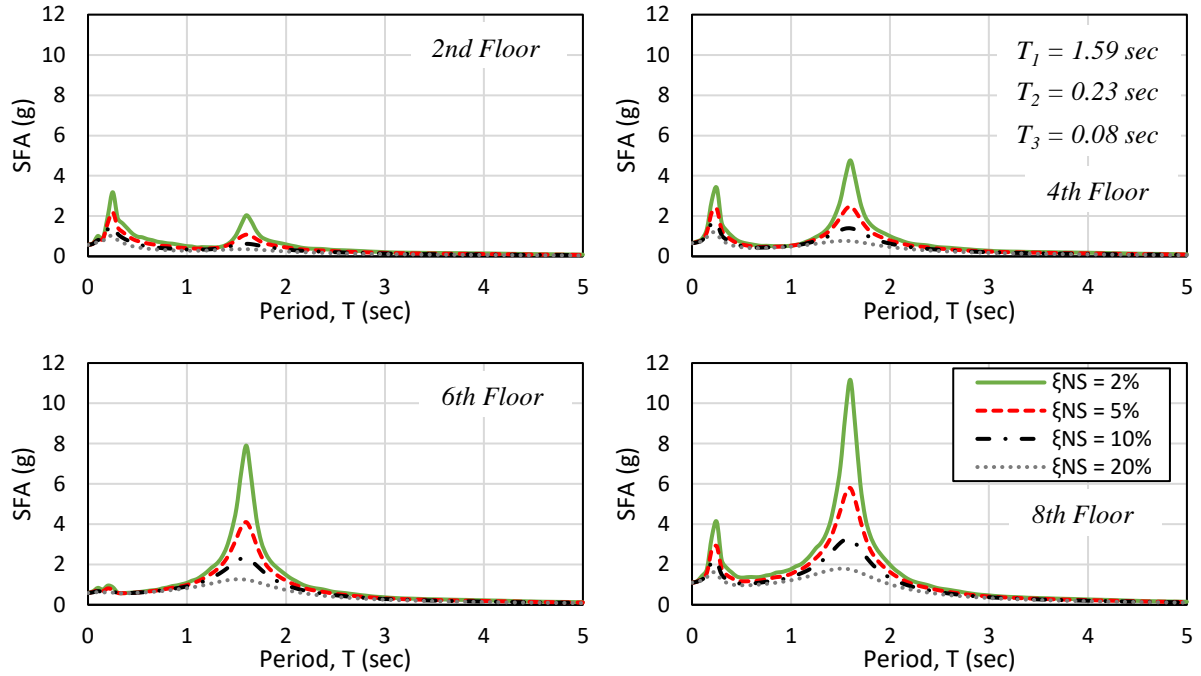 12
10
8
6
4
2
0
SFA (g)
2nd Floor
0 1 2 3 4 5
Period, T (sec)
12
10
8
6
4
2
0
SFA (g)
T1 = 1.59 sec
T2 = 0.23 sec
T3 = 0.08 sec
4th Floor
0 1 2 3 4 5
Period, T (sec)
12
10
8
6
4
2
0
SFA (g)
6th Floor
0 1 2 3 4 5
Period, T (sec)
12
10
8
6
4
2
0
SFA (g)
ξNS = 2%
ξNS = 5%
ξNS = 10%
ξNS = 20%
8th Floor
0 1 2 3 4 5
Period, T (sec)